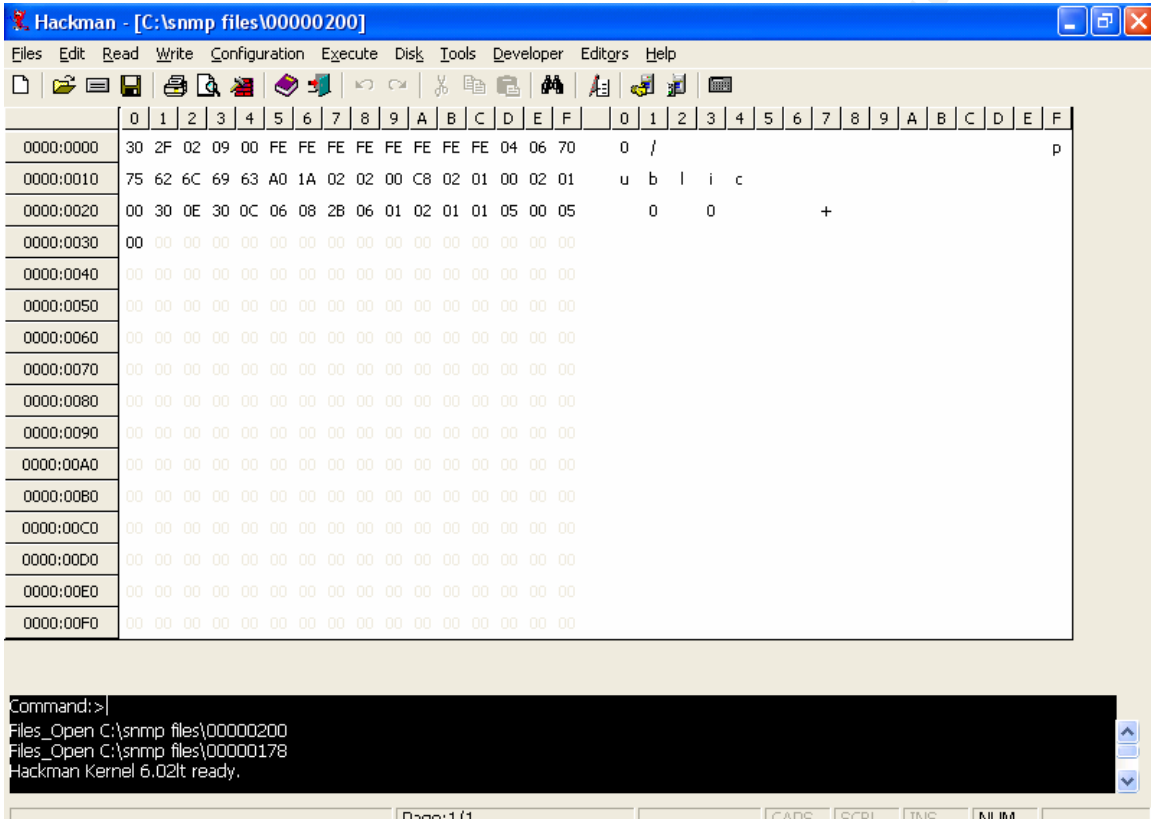 Hackman - [C:\snmp files\00000200]
Files Edit Read Write Configuration Execute Disk Tools Developer Editors Help
0 1 2 3 4 5 6 7 8 9 A B C D E F 0 1 2 3 4 5 6 7 8 9 A B C D E F
0000:0000 30 2F 02 09 00 FE FE FE FE FE FE FE FE 04 06 70 0 / p
0000:0010 75 62 6C 69 63 A0 1A 02 02 00 C8 02 01 00 02 01 u b l i c
0000:0020 00 30 0E 30 0C 06 08 2B 06 01 02 01 01 05 00 05 0 0 +
0000:0030 00 00 00 00 00 00 00 00 00 00 00 00 00 00 00 00
0000:0040 00 00 00 00 00 00 00 00 00 00 00 00 00 00 00 00
0000:0050 00 00 00 00 00 00 00 00 00 00 00 00 00 00 00 00
0000:0060 00 00 00 00 00 00 00 00 00 00 00 00 00 00 00 00
0000:0070 00 00 00 00 00 00 00 00 00 00 00 00 00 00 00 00
0000:0080 00 00 00 00 00 00 00 00 00 00 00 00 00 00 00 00
0000:0090 00 00 00 00 00 00 00 00 00 00 00 00 00 00 00 00
0000:00A0 00 00 00 00 00 00 00 00 00 00 00 00 00 00 00 00
0000:00B0 00 00 00 00 00 00 00 00 00 00 00 00 00 00 00 00
0000:00C0 00 00 00 00 00 00 00 00 00 00 00 00 00 00 00 00
0000:00D0 00 00 00 00 00 00 00 00 00 00 00 00 00 00 00 00
0000:00E0 00 00 00 00 00 00 00 00 00 00 00 00 00 00 00 00
0000:00F0 00 00 00 00 00 00 00 00 00 00 00 00 00 00 00 00
Command:>
Files_Open C:\snmp files\00000200
Files_Open C:\snmp files\00000178
Hackman Kernel 6.02lt ready.
Page:1/1 CAPS SCRL INS NUM